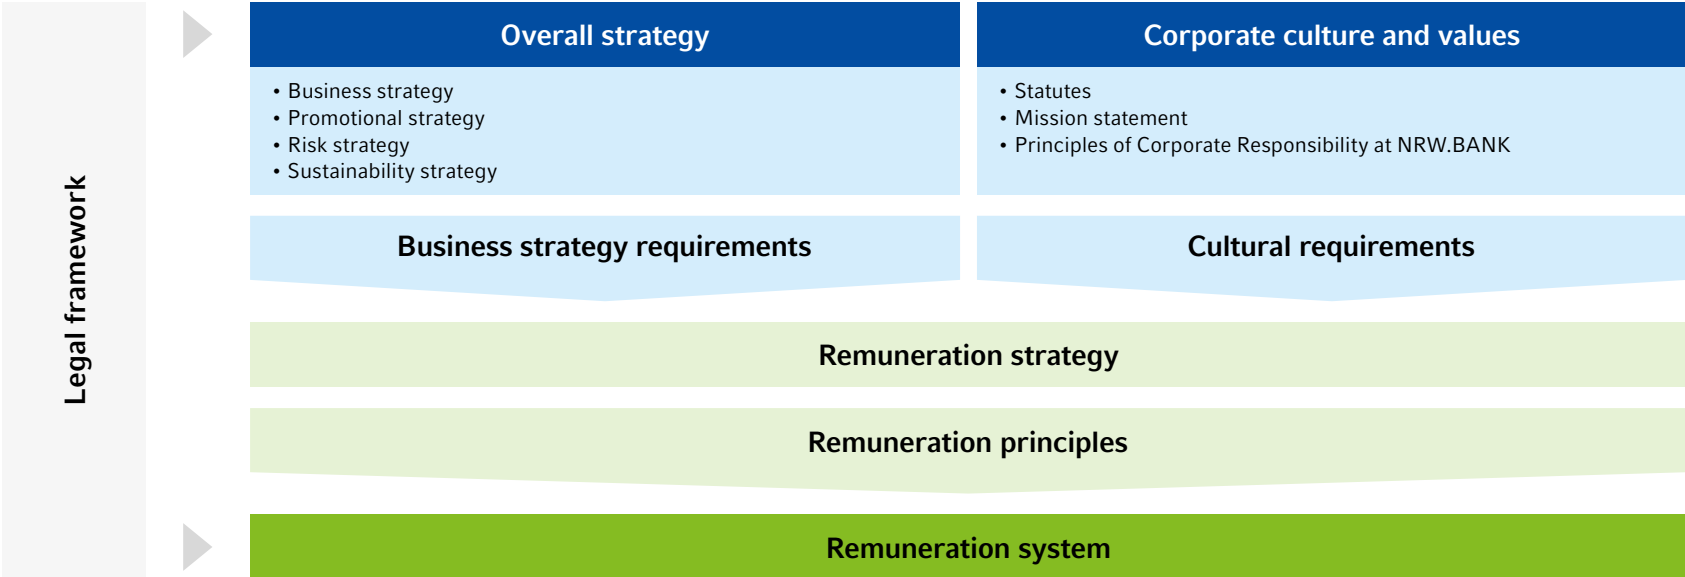 Legal framework
Overall strategy
• Business strategy
• Promotional strategy
• Risk strategy
• Sustainability strategy
Corporate culture and values
• Statutes
• Mission statement
• Principles of Corporate Responsibility at NRW.BANK
Business strategy requirements
Cultural requirements
Remuneration strategy
Remuneration principles
Remuneration system